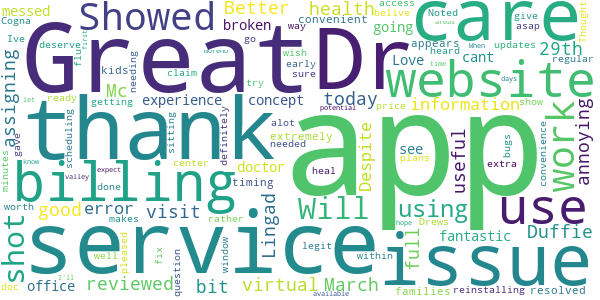 messed
Showed
Better
health
care
access
Noted
give
asap
Thought
Cogna
Ive
deserve
flu
first
broken
way
convenient
go
going
belive
When
updates
regular
assigning
Great
Dr
appears
29th
heard
Love
cant
kids
needing
claim
try
wish
early
sure
website
ready
Mc
getting
experience
concept
today
information
time
days
show
thank
app
work
annoying
let
scheduling
sitting
definitely
alot
extremely
needed
price
minutes
gave
center
doctor
Despite
see
plans
useful
bugs
extra
convenience
know
valley
expect
done
timing
heal
potential
billing
Will
using
use
worth
good
error
visit
Lingad
legit
full
hope
Drews
fantastic
Duffie
makes
rather
shot
service
issue
well
pleased
fix
question
window
within
doc
office
reviewed
bit
virtual
March
available
families
reinstalling
resolved
I'll